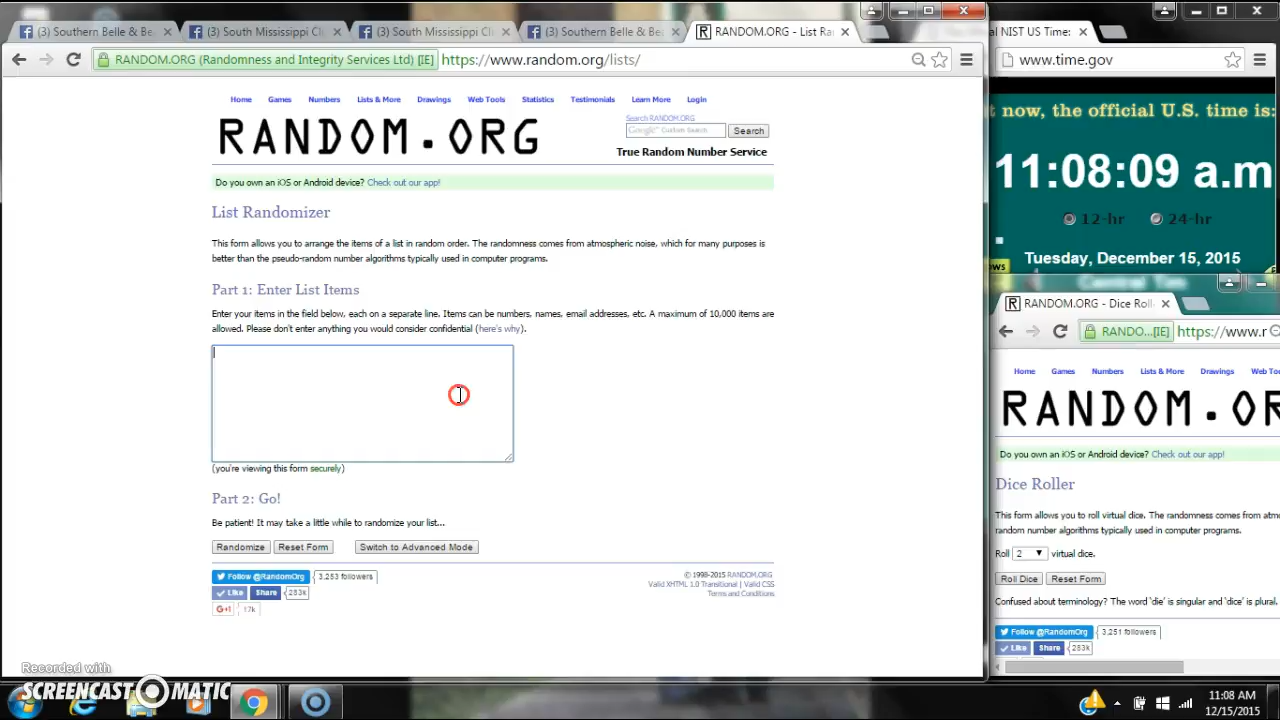 (3) Southern Belle & Be
(3) South Mississippi
(3) South Mississippi Cl
(3) Southern Belle & Be
RANDOM.ORG - List Ra
RANDOM.ORG (Randomness and Integrity Services Ltd) [IE]
https://www.random.org/lists/
Home Games Numbers Lists & More Drawings Web Tools Statistics Testimonials Learn More Login
RANDOM.ORG
Search RANDOM.ORG
Google Custom Search
Search
True Random Number Service
Do you own an iOS or Android device? Check out our app!
List Randomizer
This form allows you to arrange the items of a list in random order. The randomness comes from atmospheric noise, which for many purposes is
better than the pseudo-random number algorithms typically used in computer programs.
Part 1: Enter List Items
Enter your items in the field below, each on a separate line. Items can be numbers, names, email addresses, etc. A maximum of 10,000 items are
allowed. Please don't enter anything you would consider confidential (here's why).
(you're viewing this form securely)
Part 2: Go!
Be patient! It may take a little while to randomize your list...
Randomize Reset Form Switch to Advanced Mode
Follow @RandomOrg 3,253 followers
Like Share 283k
G+1 17k
© 1998-2015 RANDOM.ORG
Valid XHTML 1.0 Transitional | Valid CSS
Terms and Conditions
NIST US Time:
www.time.gov
t now, the official U.S. time is:
11:08:09 a.m
12-hr 24-hr
Tuesday, December 15, 2015
ows
Central Tim
RANDOM.ORG - Dice Roll
RANDO...[IE] https://www.r
Home Games Numbers Lists & More Drawings Web Too
RANDOM.OR
Do you own an iOS or Android device? Check out our app!
Dice Roller
This form allows you to roll virtual dice. The randomness comes from atmos
random number algorithms typically used in computer programs.
Roll 2 virtual dice.
Roll Dice Reset Form
Confused about terminology? The word 'die' is singular and 'dice' is plural.
Follow @RandomOrg 3,251 followers
Like Share 283k
Recorded with
SCREENCAST MATIC
11:08 AM
12/15/2015